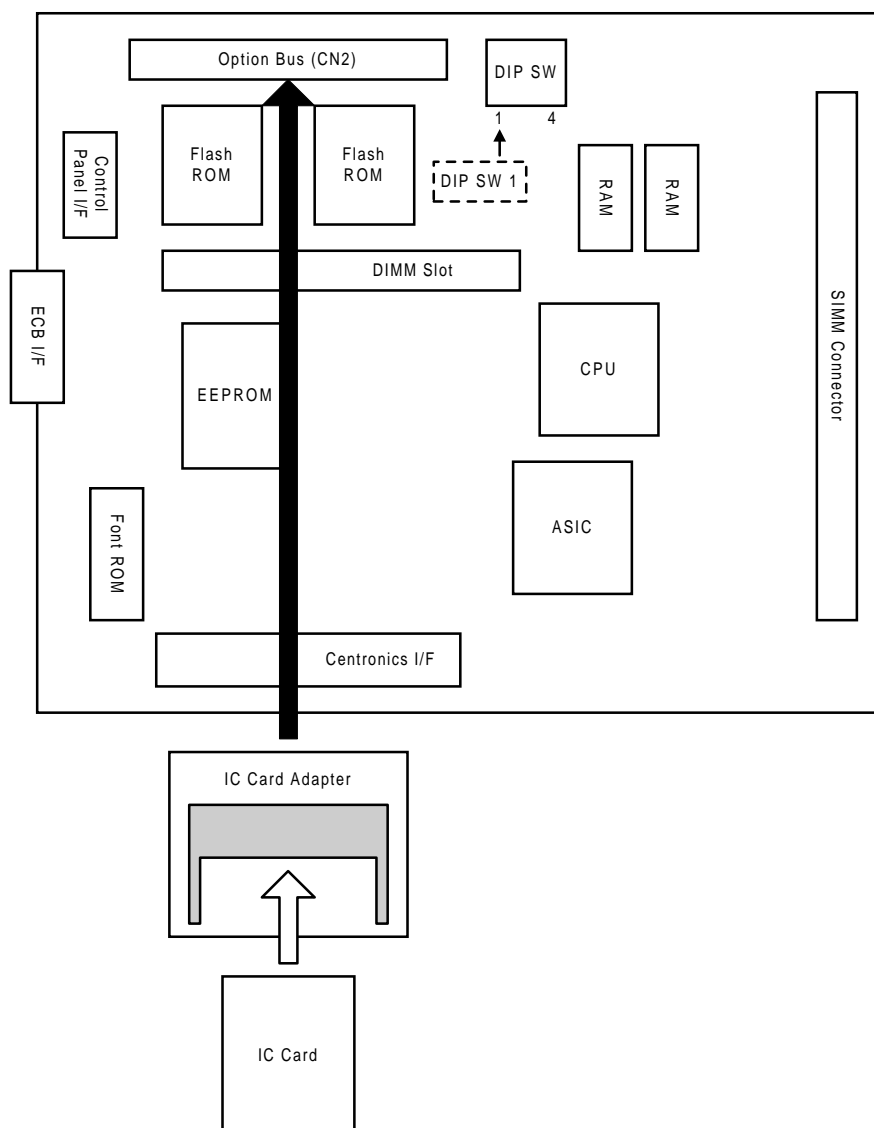 Option Bus (CN2)
DIP SW
1
4
Flash
ROM
Flash
ROM
DIP SW 1
Control
Panel I/F
RAM
RAM
DIMM Slot
ECB I/F
SIMM Connector
EEPROM
CPU
Font ROM
ASIC
Centronics I/F
IC Card Adapter
IC Card